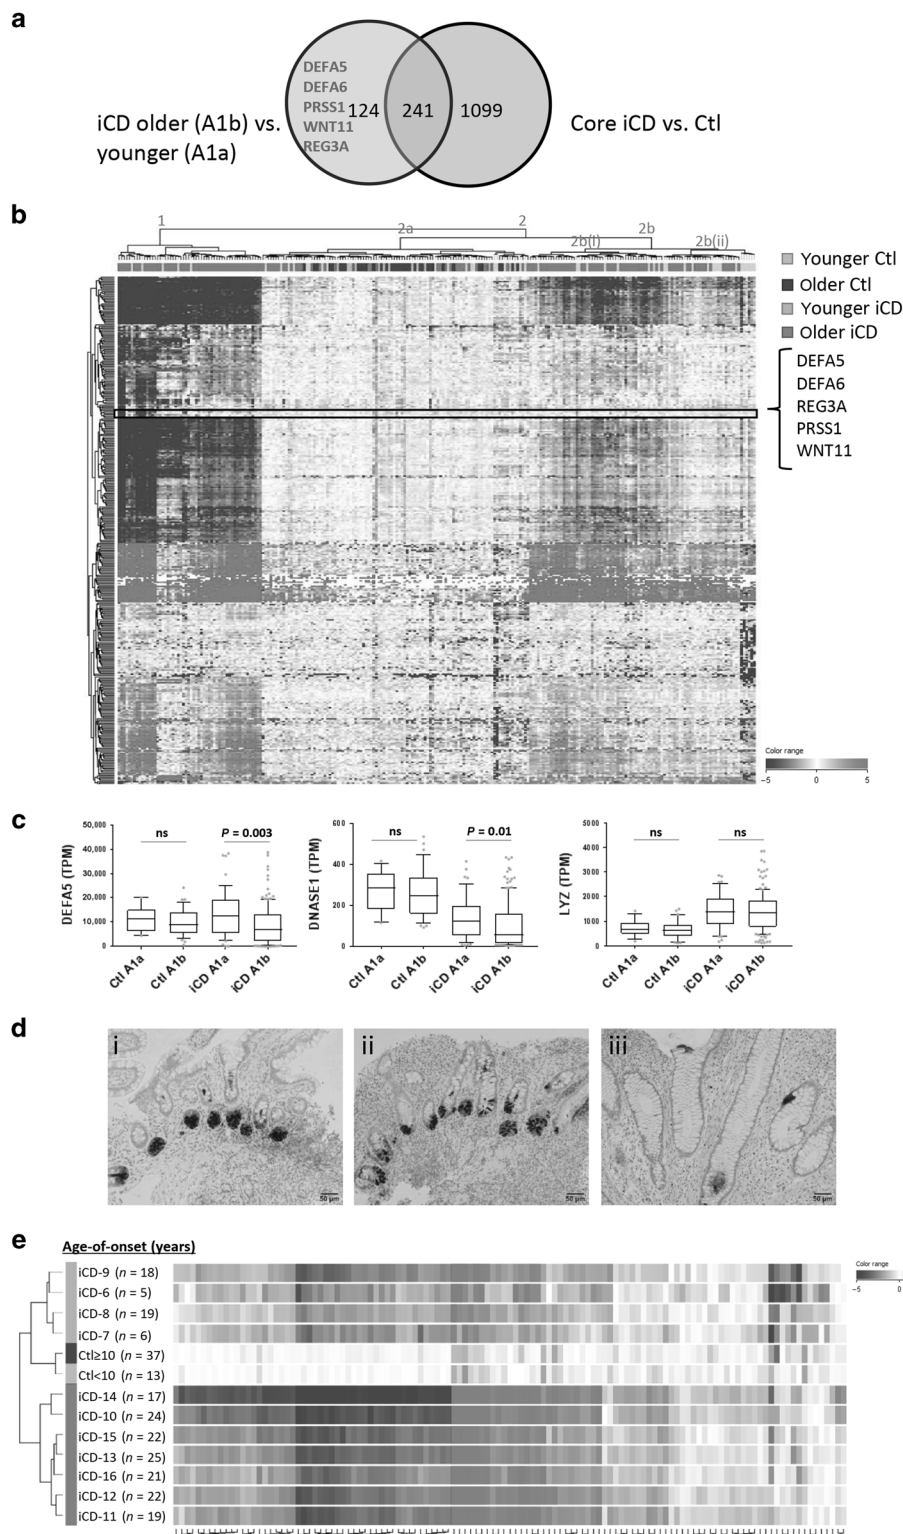 a
DEFA5
DEFA6
PRSS1
WNT11
REG3A
124
241
1099
iCD older (A1b) vs.
younger (A1a)
Core iCD vs. Ctl
b
1
2
2a
2b
2b(i)
2b(ii)
Younger Ctl
Older Ctl
Younger iCD
Older iCD
DEFA5
DEFA6
REG3A
PRSS1
WNT11
Color range
-5 0 5
c
DEFA5 (TPM)
50,000
40,000
30,000
20,000
10,000
0
ns
P = 0.003
Ctl A1a
Ctl A1b
iCD A1a
iCD A1b
DNASE1 (TPM)
600
400
200
0
ns
P = 0.01
Ctl A1a
Ctl A1b
iCD A1a
iCD A1b
LYZ (TPM)
5000
4000
3000
2000
1000
0
ns
ns
Ctl A1a
Ctl A1b
iCD A1a
iCD A1b
d
i
50 µm
ii
50 µm
iii
50 µm
e
Age-of-onset (years)
iCD-9 (n = 18)
iCD-6 (n = 5)
iCD-8 (n = 19)
iCD-7 (n = 6)
Ctl≥10 (n = 37)
Ctl<10 (n = 13)
iCD-14 (n = 17)
iCD-10 (n = 24)
iCD-15 (n = 22)
iCD-13 (n = 25)
iCD-16 (n = 21)
iCD-12 (n = 22)
iCD-11 (n = 19)
Color range
-5 0